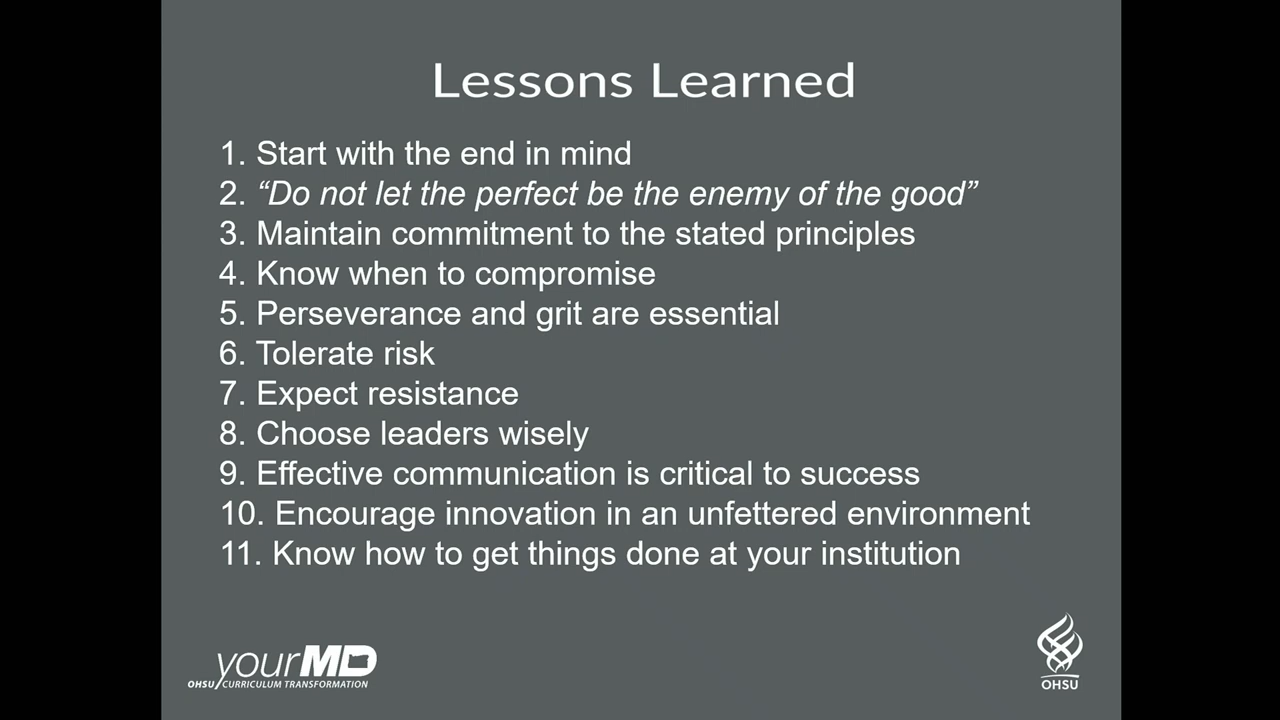 Lessons Learned
1. Start with the end in mind
2. “Do not let the perfect be the enemy of the good”
3. Maintain commitment to the stated principles
4. Know when to compromise
5. Perseverance and grit are essential
6. Tolerate risk
7. Expect resistance
8. Choose leaders wisely
9. Effective communication is critical to success
10. Encourage innovation in an unfettered environment
11. Know how to get things done at your institution
yourMD
OHSU/CURRICULUM TRANSFORMATION
OHSU